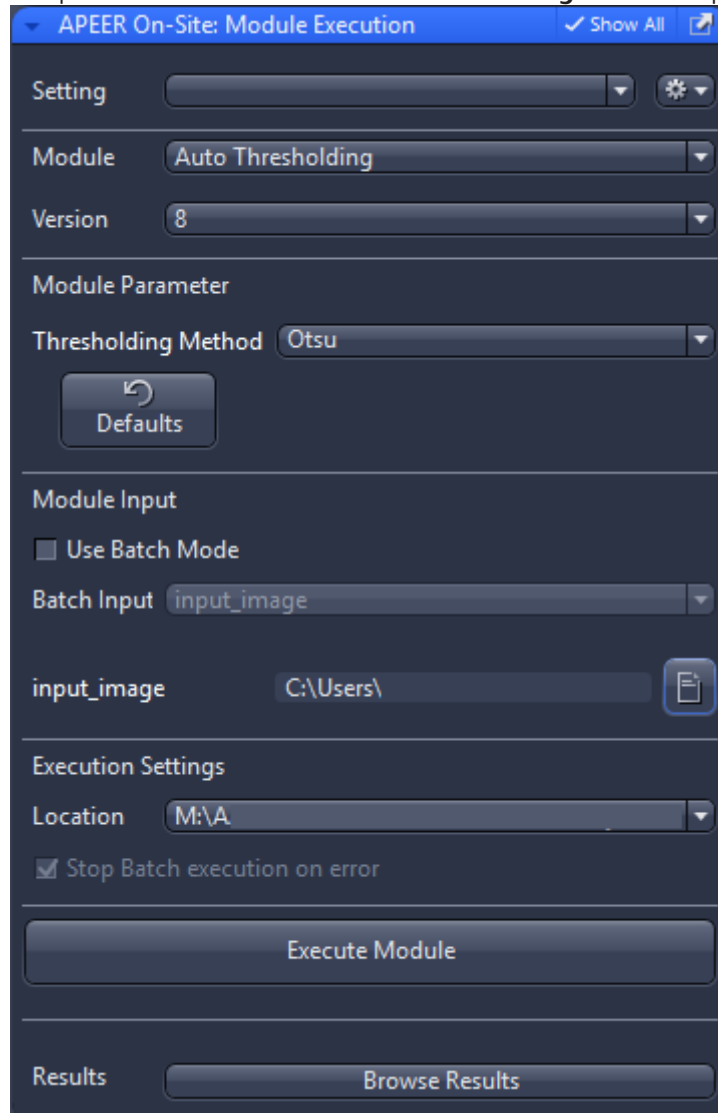 APEER On-Site: Module Execution Show All
Setting
Module Auto Thresholding
Version 8
Module Parameter
Thresholding Method Otsu
Defaults
Module Input
Use Batch Mode
Batch Input input_image
input_image C:\Users\
Execution Settings
Location M:\A
Stop Batch execution on error
Execute Module
Results Browse Results